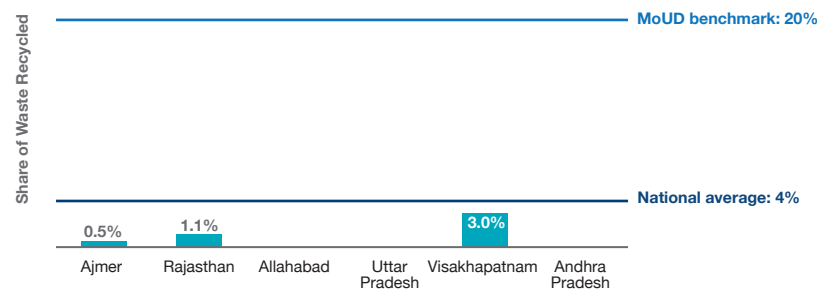 Share of Waste Recycled
MoUD benchmark: 20%
National average: 4%
0.5%
1.1%
3.0%
Ajmer
Rajasthan
Allahabad
Uttar
Pradesh
Visakhapatnam
Andhra
Pradesh